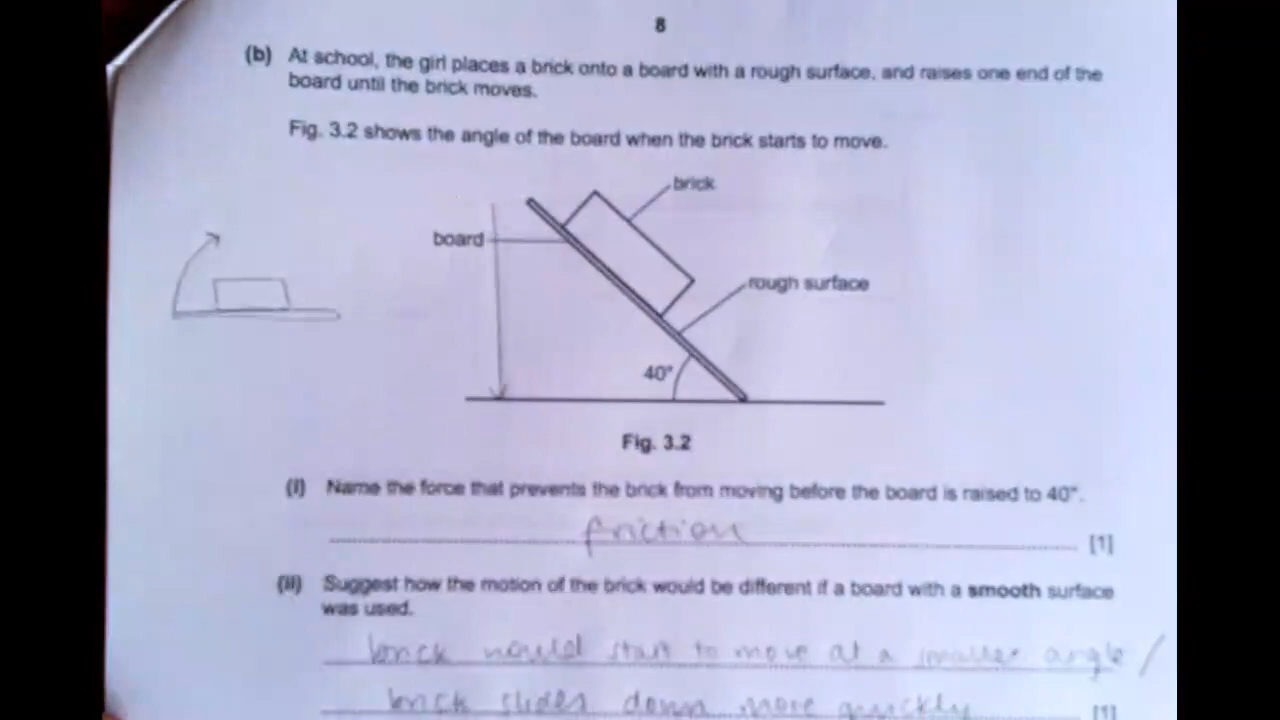 8
(b) At school, the girl places a brick onto a board with a rough surface, and raises one end of the
board until the brick moves.
Fig. 3.2 shows the angle of the board when the brick starts to move.
brick
board
rough surface
40°
Fig. 3.2
(i) Name the force that prevents the brick from moving before the board is raised to 40°.
friction
[1]
(ii) Suggest how the motion of the brick would be different if a board with a smooth surface
was used.
brick would start to move at a smaller angle /
brick slides down more quickly
[1]